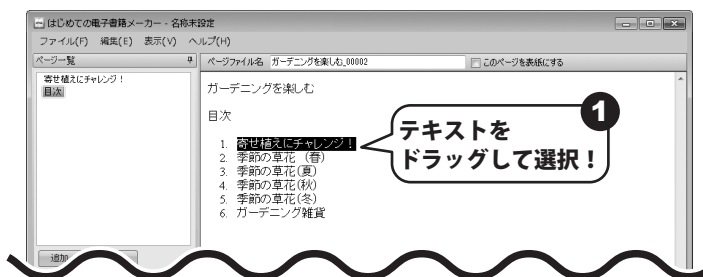 はじめての電子書籍メーカー - 名称未設定
ファイル(F) 編集(E) 表示(V) ヘルプ(H)
ページ一覧
ページファイル名 ガーデニングを楽しむ_00002 このページを表紙にする
寄せ植えにチャレンジ！
目次
ガーデニングを楽しむ
目次
1. 寄せ植えにチャレンジ！
2. 季節の草花（春）
3. 季節の草花(夏)
4. 季節の草花(秋)
5. 季節の草花(冬)
6. ガーデニング雑貨
1
テキストを
ドラッグして選択！
追加